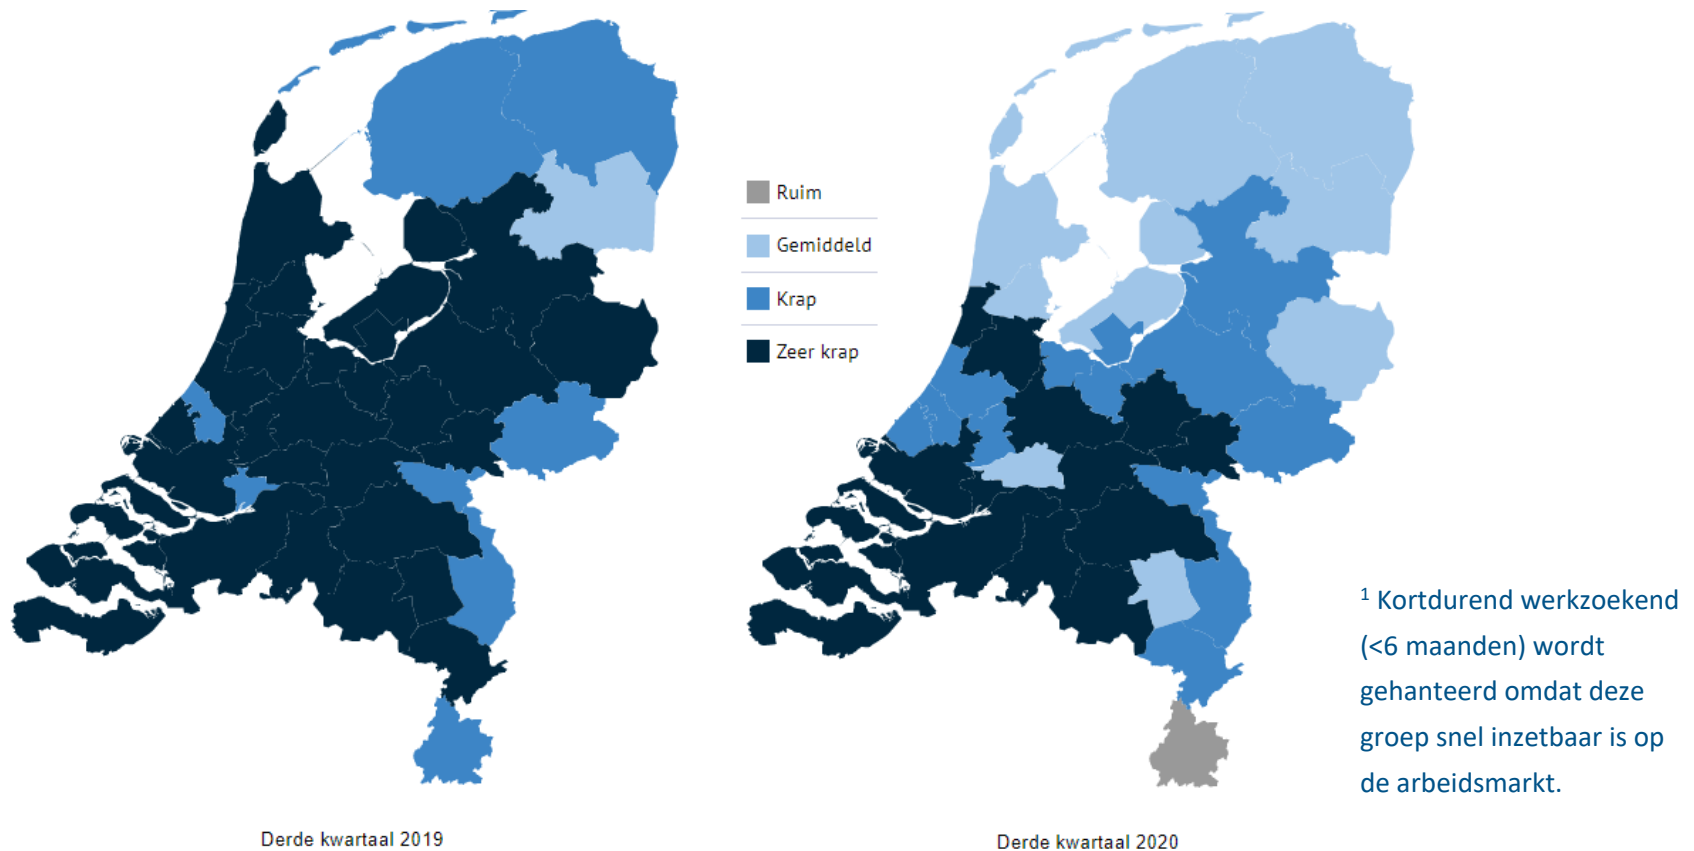 Ruim
Gemiddeld
Krap
Zeer krap
¹ Kortdurend werkzoekend
(<6 maanden) wordt
gehanteerd omdat deze
groep snel inzetbaar is op
de arbeidsmarkt.
Derde kwartaal 2019
Derde kwartaal 2020